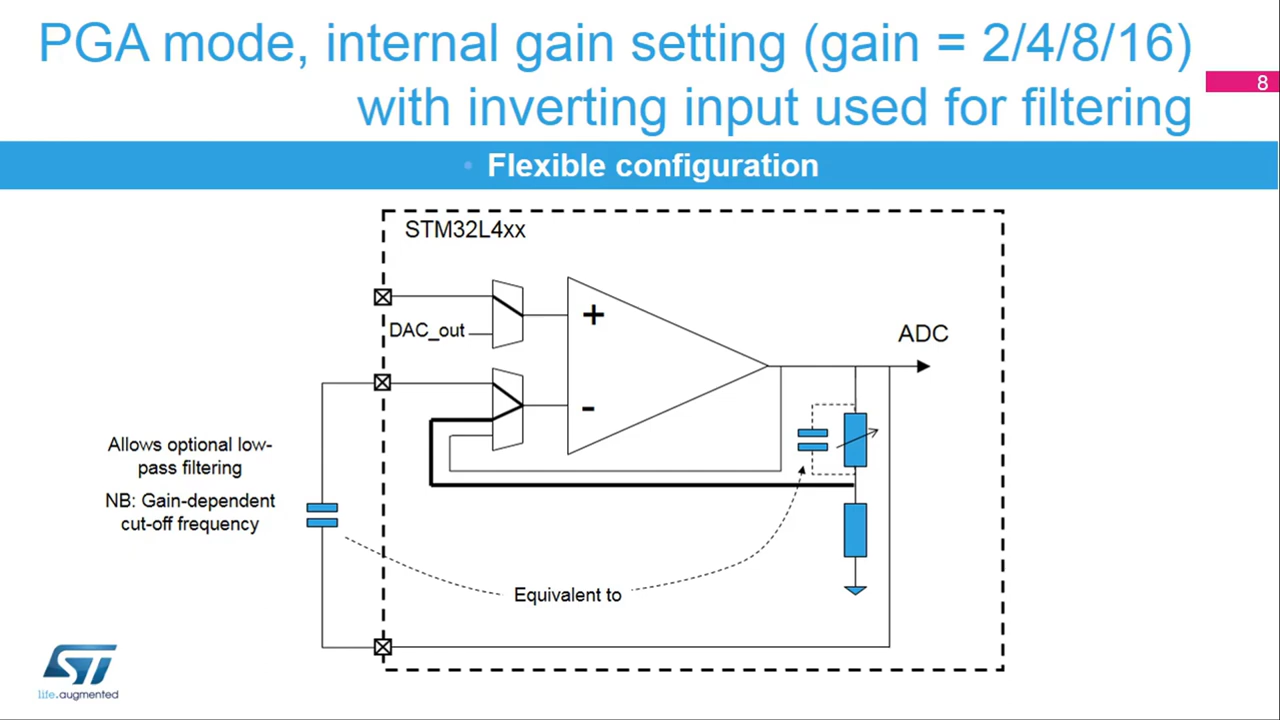 PGA mode, internal gain setting (gain = 2/4/8/16)
with inverting input used for filtering
8
• Flexible configuration
STM32L4xx
DAC_out
+
-
ADC
Allows optional low-
pass filtering
NB: Gain-dependent
cut-off frequency
Equivalent to
ST
life.augmented